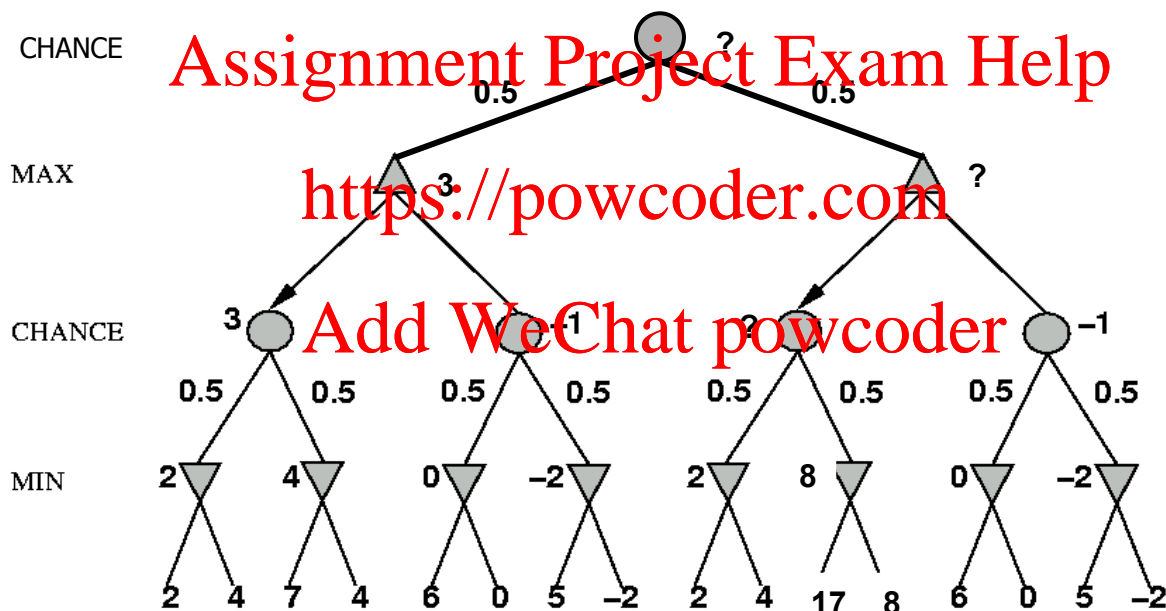 CHANCE ?
Assignment Project Exam Help
0.5 0.5
MAX 3 ?
https://powcoder.com
CHANCE 3 -1 ? -1
Add WeChat powcoder
0.5 0.5 0.5 0.5 0.5 0.5 0.5 0.5
MIN 2 4 0 -2 2 8 0 -2
2 4 7 4 6 0 5 -2 2 4 17 8 6 0 5 -2